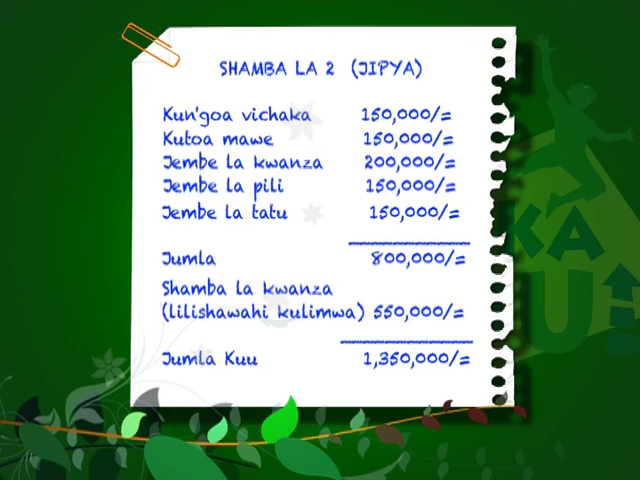 SHAMBA LA 2 (JIPYA)
Kun'goa vichaka 150,000/=
Kutoa mawe 150,000/=
Jembe la kwanza 200,000/=
Jembe la pili 150,000/=
Jembe la tatu 150,000/=
Jumla 800,000/=
Shamba la kwanza
(lilishawahi kulimwa) 550,000/=
Jumla Kuu 1,350,000/=